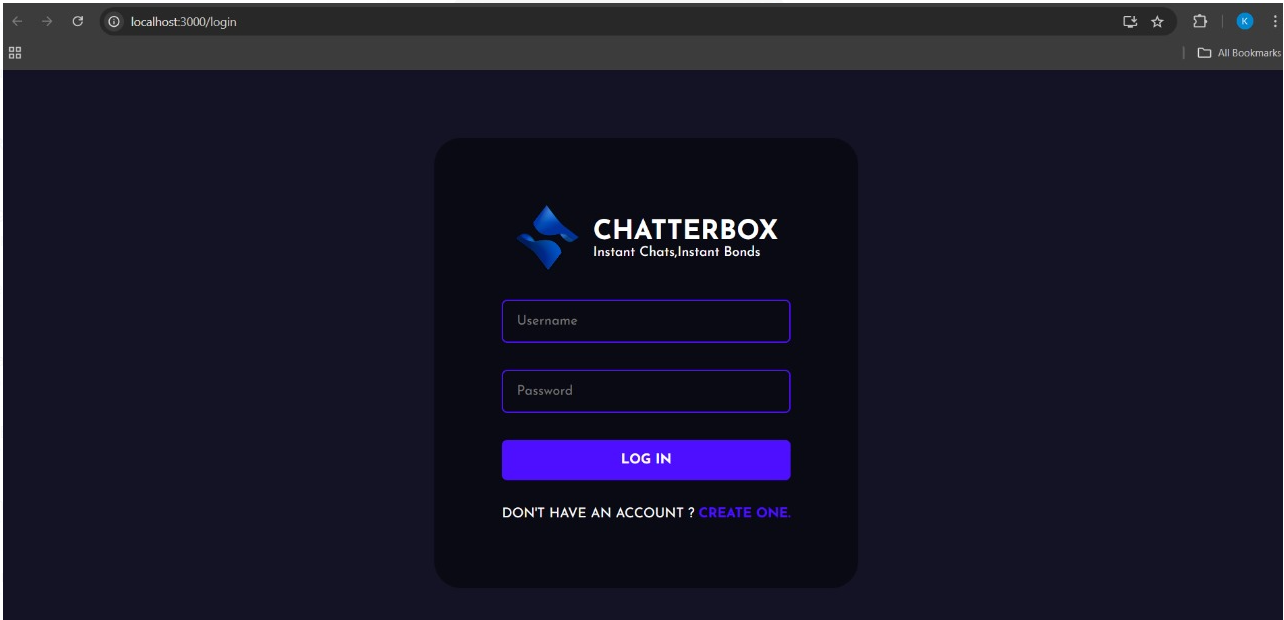 localhost:3000/login
K
All Bookmarks
CHATTERBOX
Instant Chats,Instant Bonds
Username
Password
LOG IN
DON'T HAVE AN ACCOUNT ? CREATE ONE.